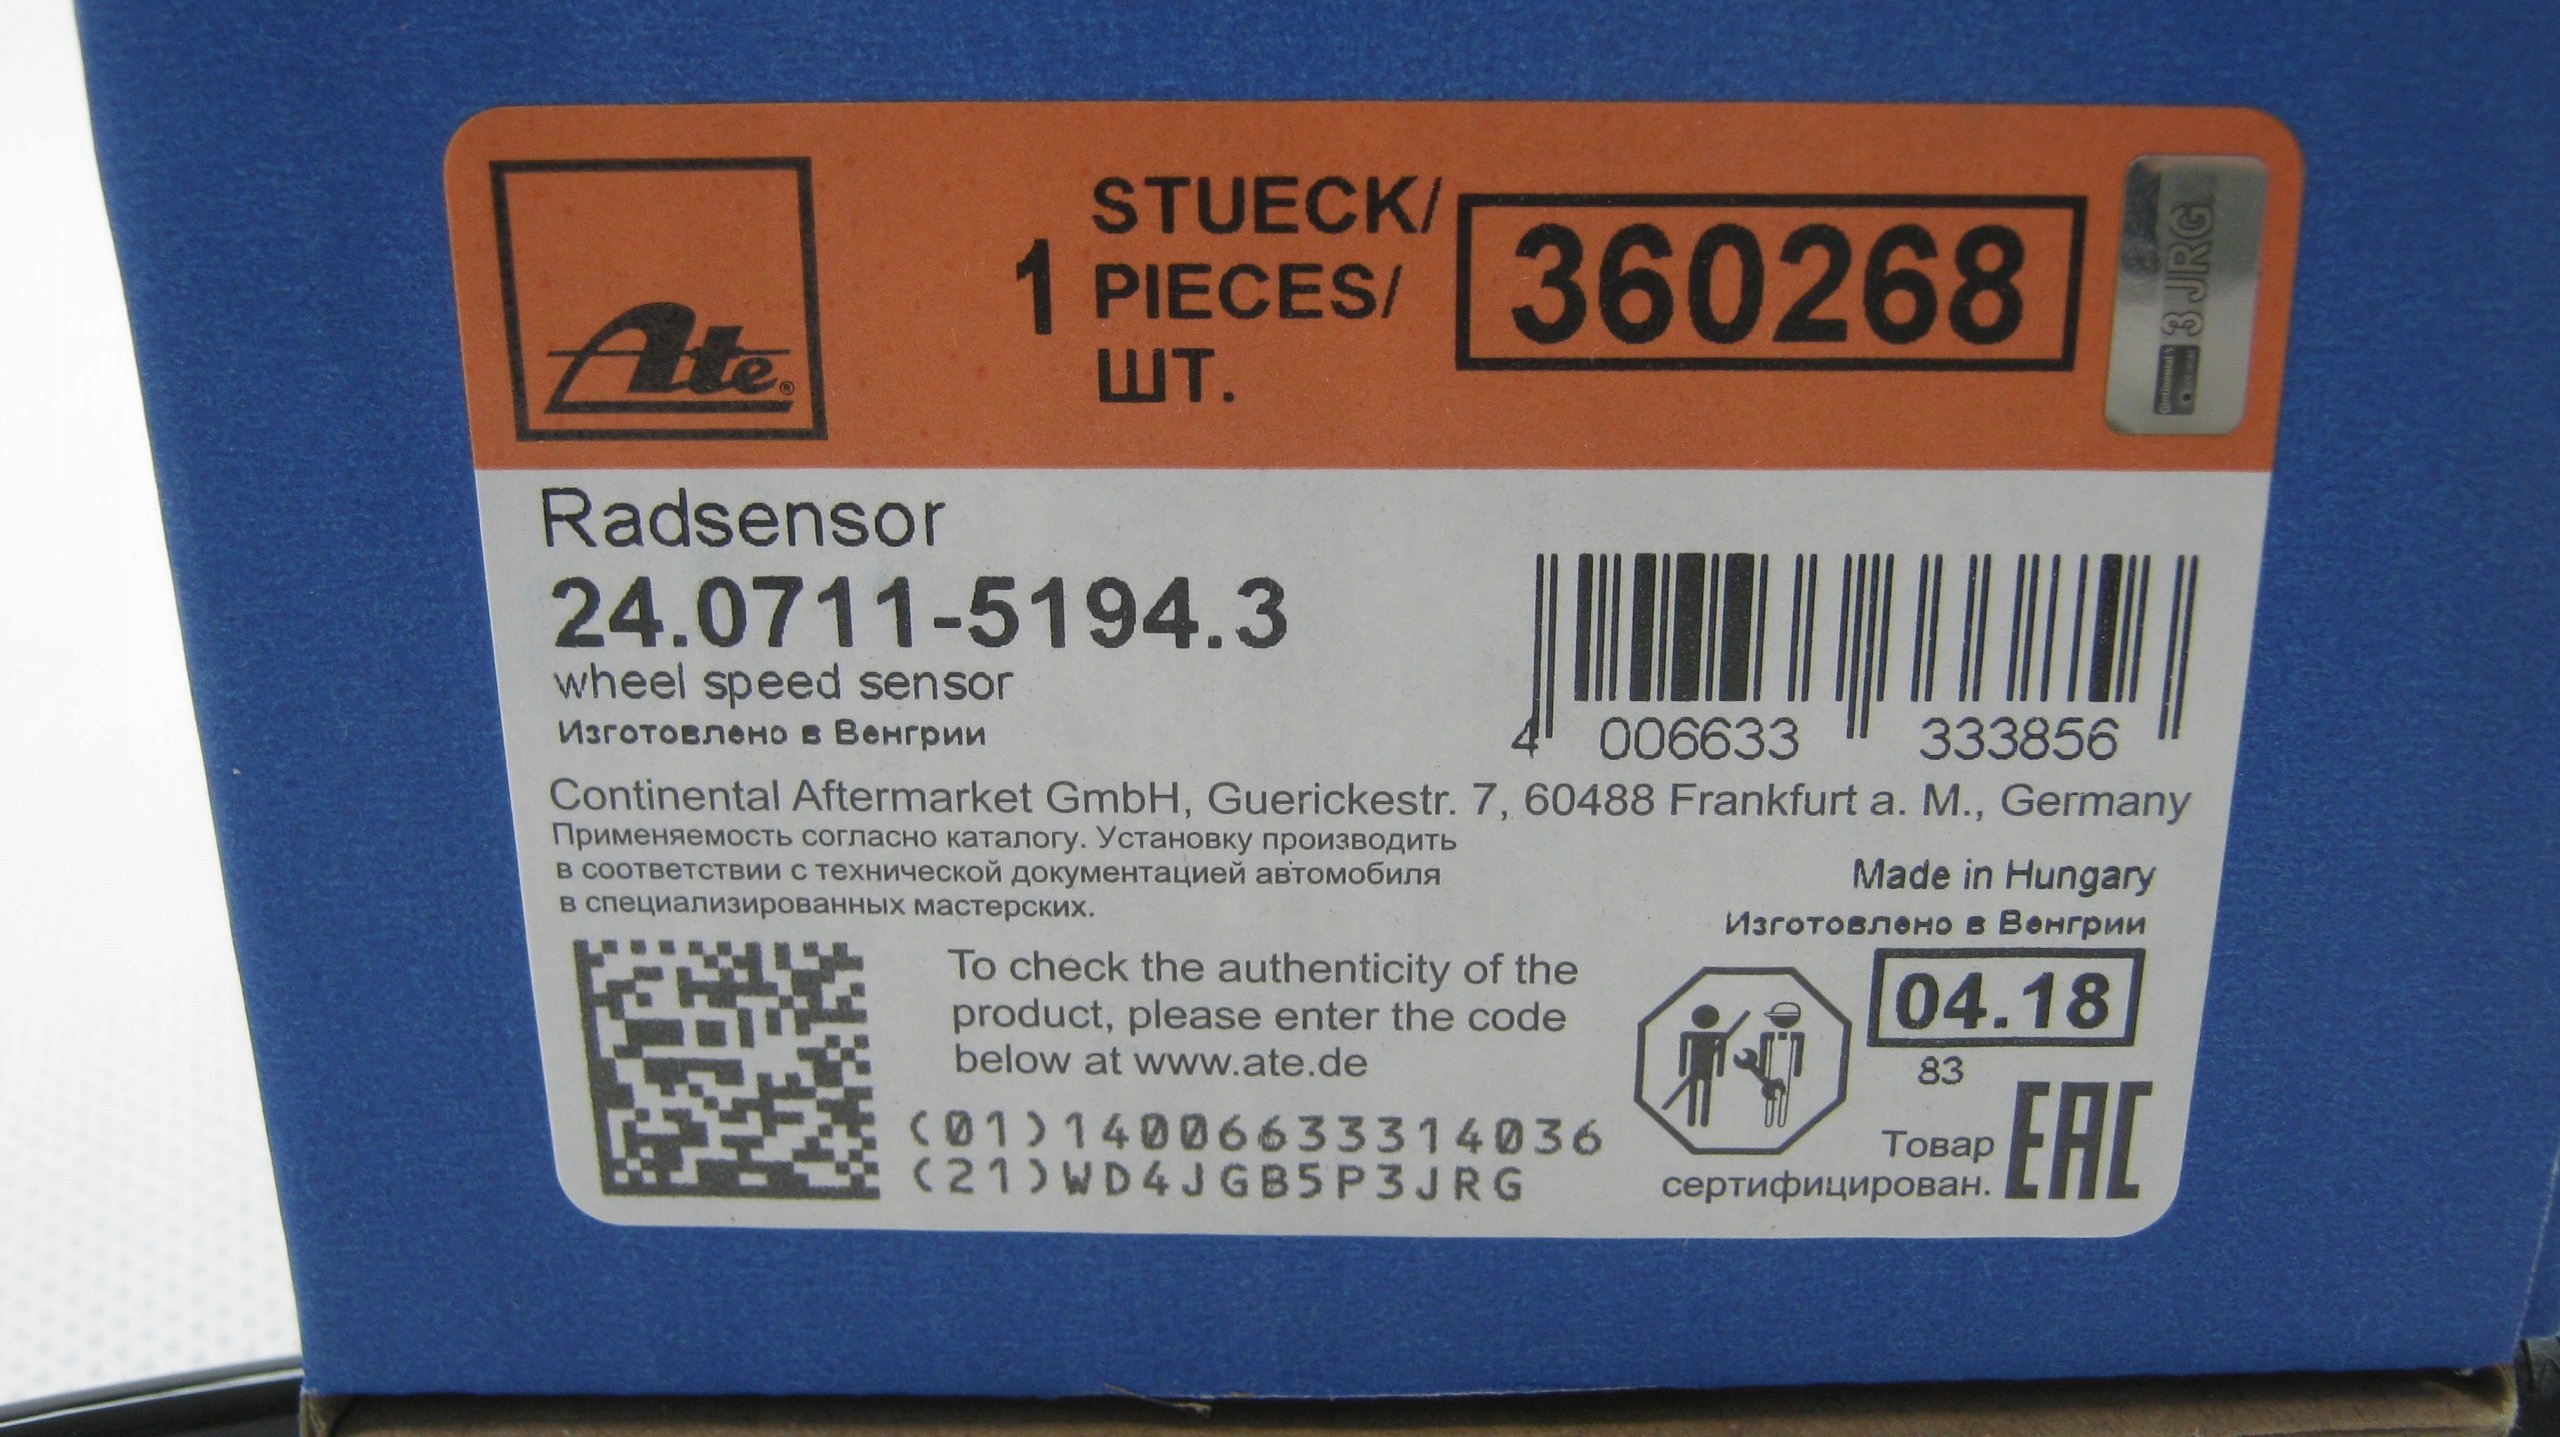 Ate®
1
STUECK/
PIECES/
ШТ.
360268
3 JRG
Continental
Radsensor
24.0711-5194.3
wheel speed sensor
Изготовлено в Венгрии
4 006633 333856
Continental Aftermarket GmbH, Guerickestr. 7, 60488 Frankfurt a. M., Germany
Применяемость согласно каталогу. Установку производить
в соответствии с технической документацией автомобиля
в специализированных мастерских.
Made in Hungary
Изготовлено в Венгрии
04.18
83
To check the authenticity of the
product, please enter the code
below at www.ate.de
(01)14006633314036
(21)WD4JGB5P3JRG
Товар
сертифицирован.
EAC